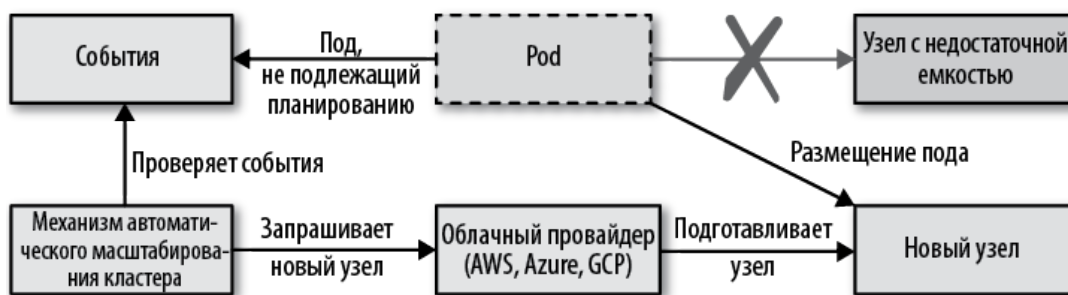 События
Под,
не подлежащий
планированию
Pod
Узел с недостаточной
емкостью
Проверяет события
Размещение пода
Механизм автомати-
ческого масштабирова-
ния кластера
Запрашивает
новый узел
Облачный провайдер
(AWS, Azure, GCP)
Подготавливает
узел
Новый узел